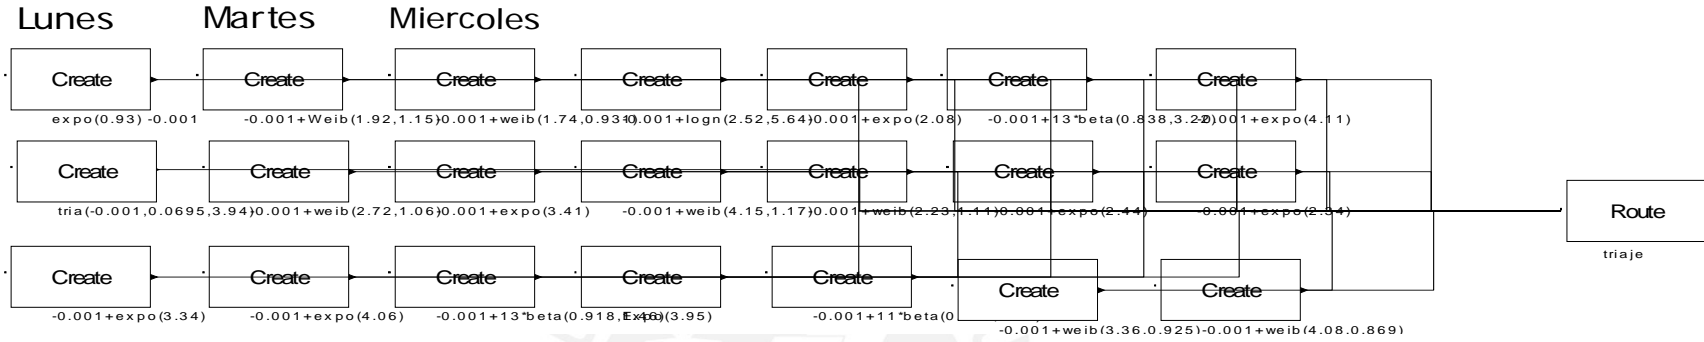 Lunes Martes Miercoles
Create Create Create Create Create Create Create
expo(0.93) -0.001 -0.001+Weib(1.92,1.15) -0.001+weib(1.74,0.931) -0.001+logn(2.52,5.64) -0.001+expo(2.08) -0.001+13*beta(0.838,3.22) -0.001+expo(4.11)
Create Create Create Create Create Create Create
Route
tria(-0.001,0.0695,3.94) -0.001+weib(2.72,1.06) -0.001+expo(3.41) -0.001+weib(4.15,1.17) -0.001+weib(2.23,1.11) -0.001+expo(2.44) -0.001+expo(2.34)
triaje
Create Create Create Create Create Create Create
-0.001+expo(3.34) -0.001+expo(4.06) -0.001+13*beta(0.918,1.46) Expo(3.95) -0.001+11*beta(0
-0.001+weib(3.36,0.925) -0.001+weib(4.08,0.869)